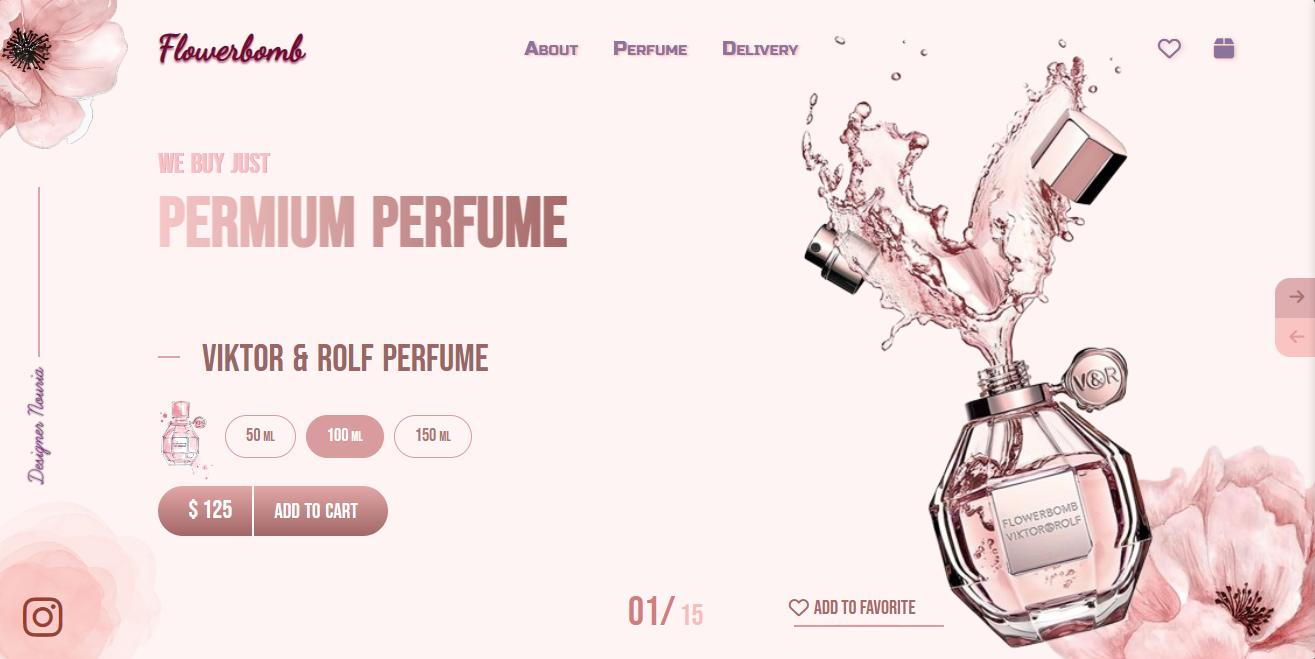 Flowerbomb
About
Perfume
Delivery
WE BUY JUST
PERMIUM PERFUME
VIKTOR & ROLF PERFUME
50 ML
100 ML
150 ML
$ 125
ADD TO CART
Designer Nouria
01/ 15
ADD TO FAVORITE
V&R
FLOWERBOMB
VIKTOR&ROLF